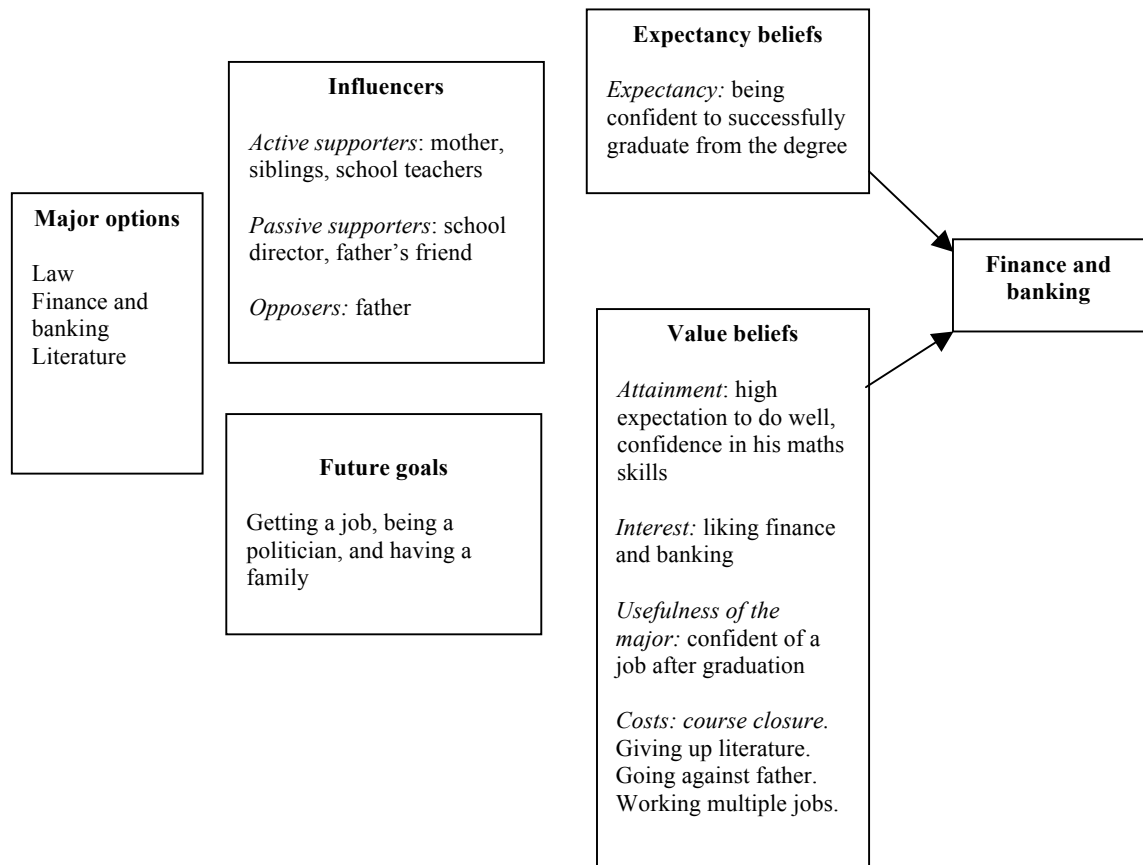 Major options
Law
Finance and
banking
Literature
Influencers
Active supporters: mother,
siblings, school teachers
Passive supporters: school
director, father’s friend
Opposers: father
Future goals
Getting a job, being a
politician, and having a
family
Expectancy beliefs
Expectancy: being
confident to successfully
graduate from the degree
Value beliefs
Attainment: high
expectation to do well,
confidence in his maths
skills
Interest: liking finance
and banking
Usefulness of the
major: confident of a
job after graduation
Costs: course closure.
Giving up literature.
Going against father.
Working multiple jobs.
Finance and
banking